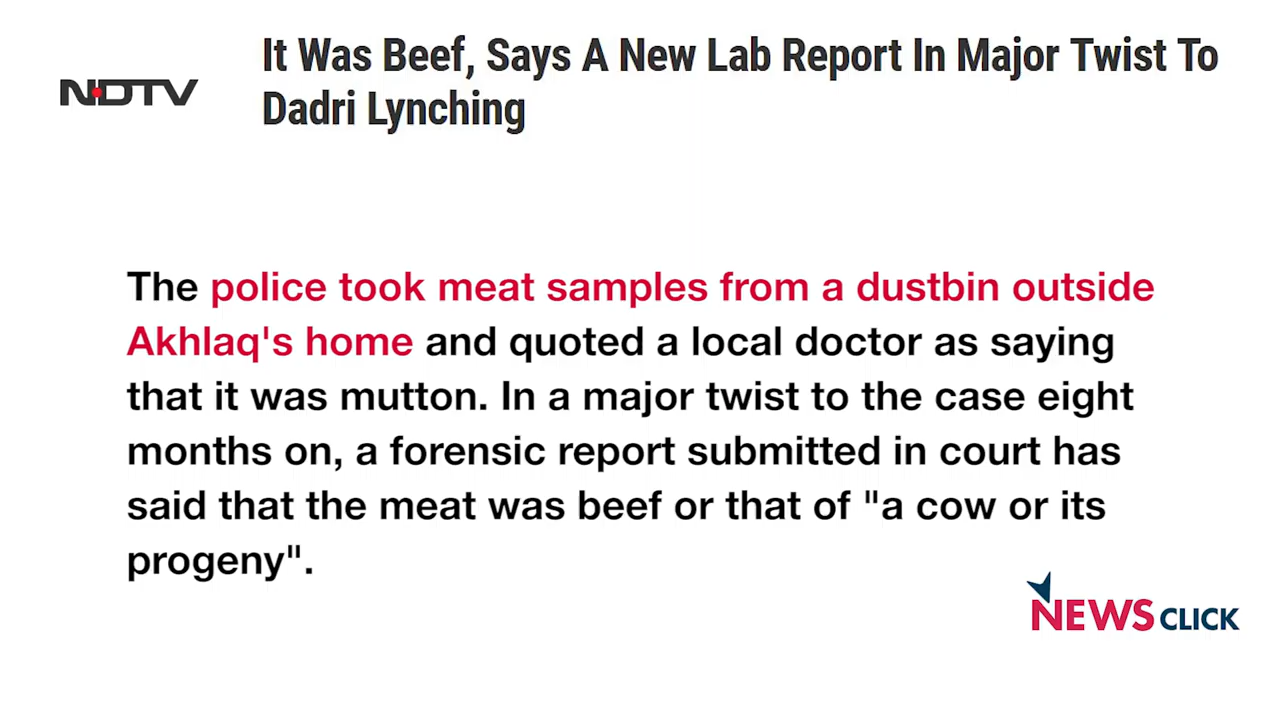 NDTV
It Was Beef, Says A New Lab Report In Major Twist To
Dadri Lynching
The police took meat samples from a dustbin outside
Akhlaq's home and quoted a local doctor as saying
that it was mutton. In a major twist to the case eight
months on, a forensic report submitted in court has
said that the meat was beef or that of "a cow or its
progeny".
NEWSCLICK